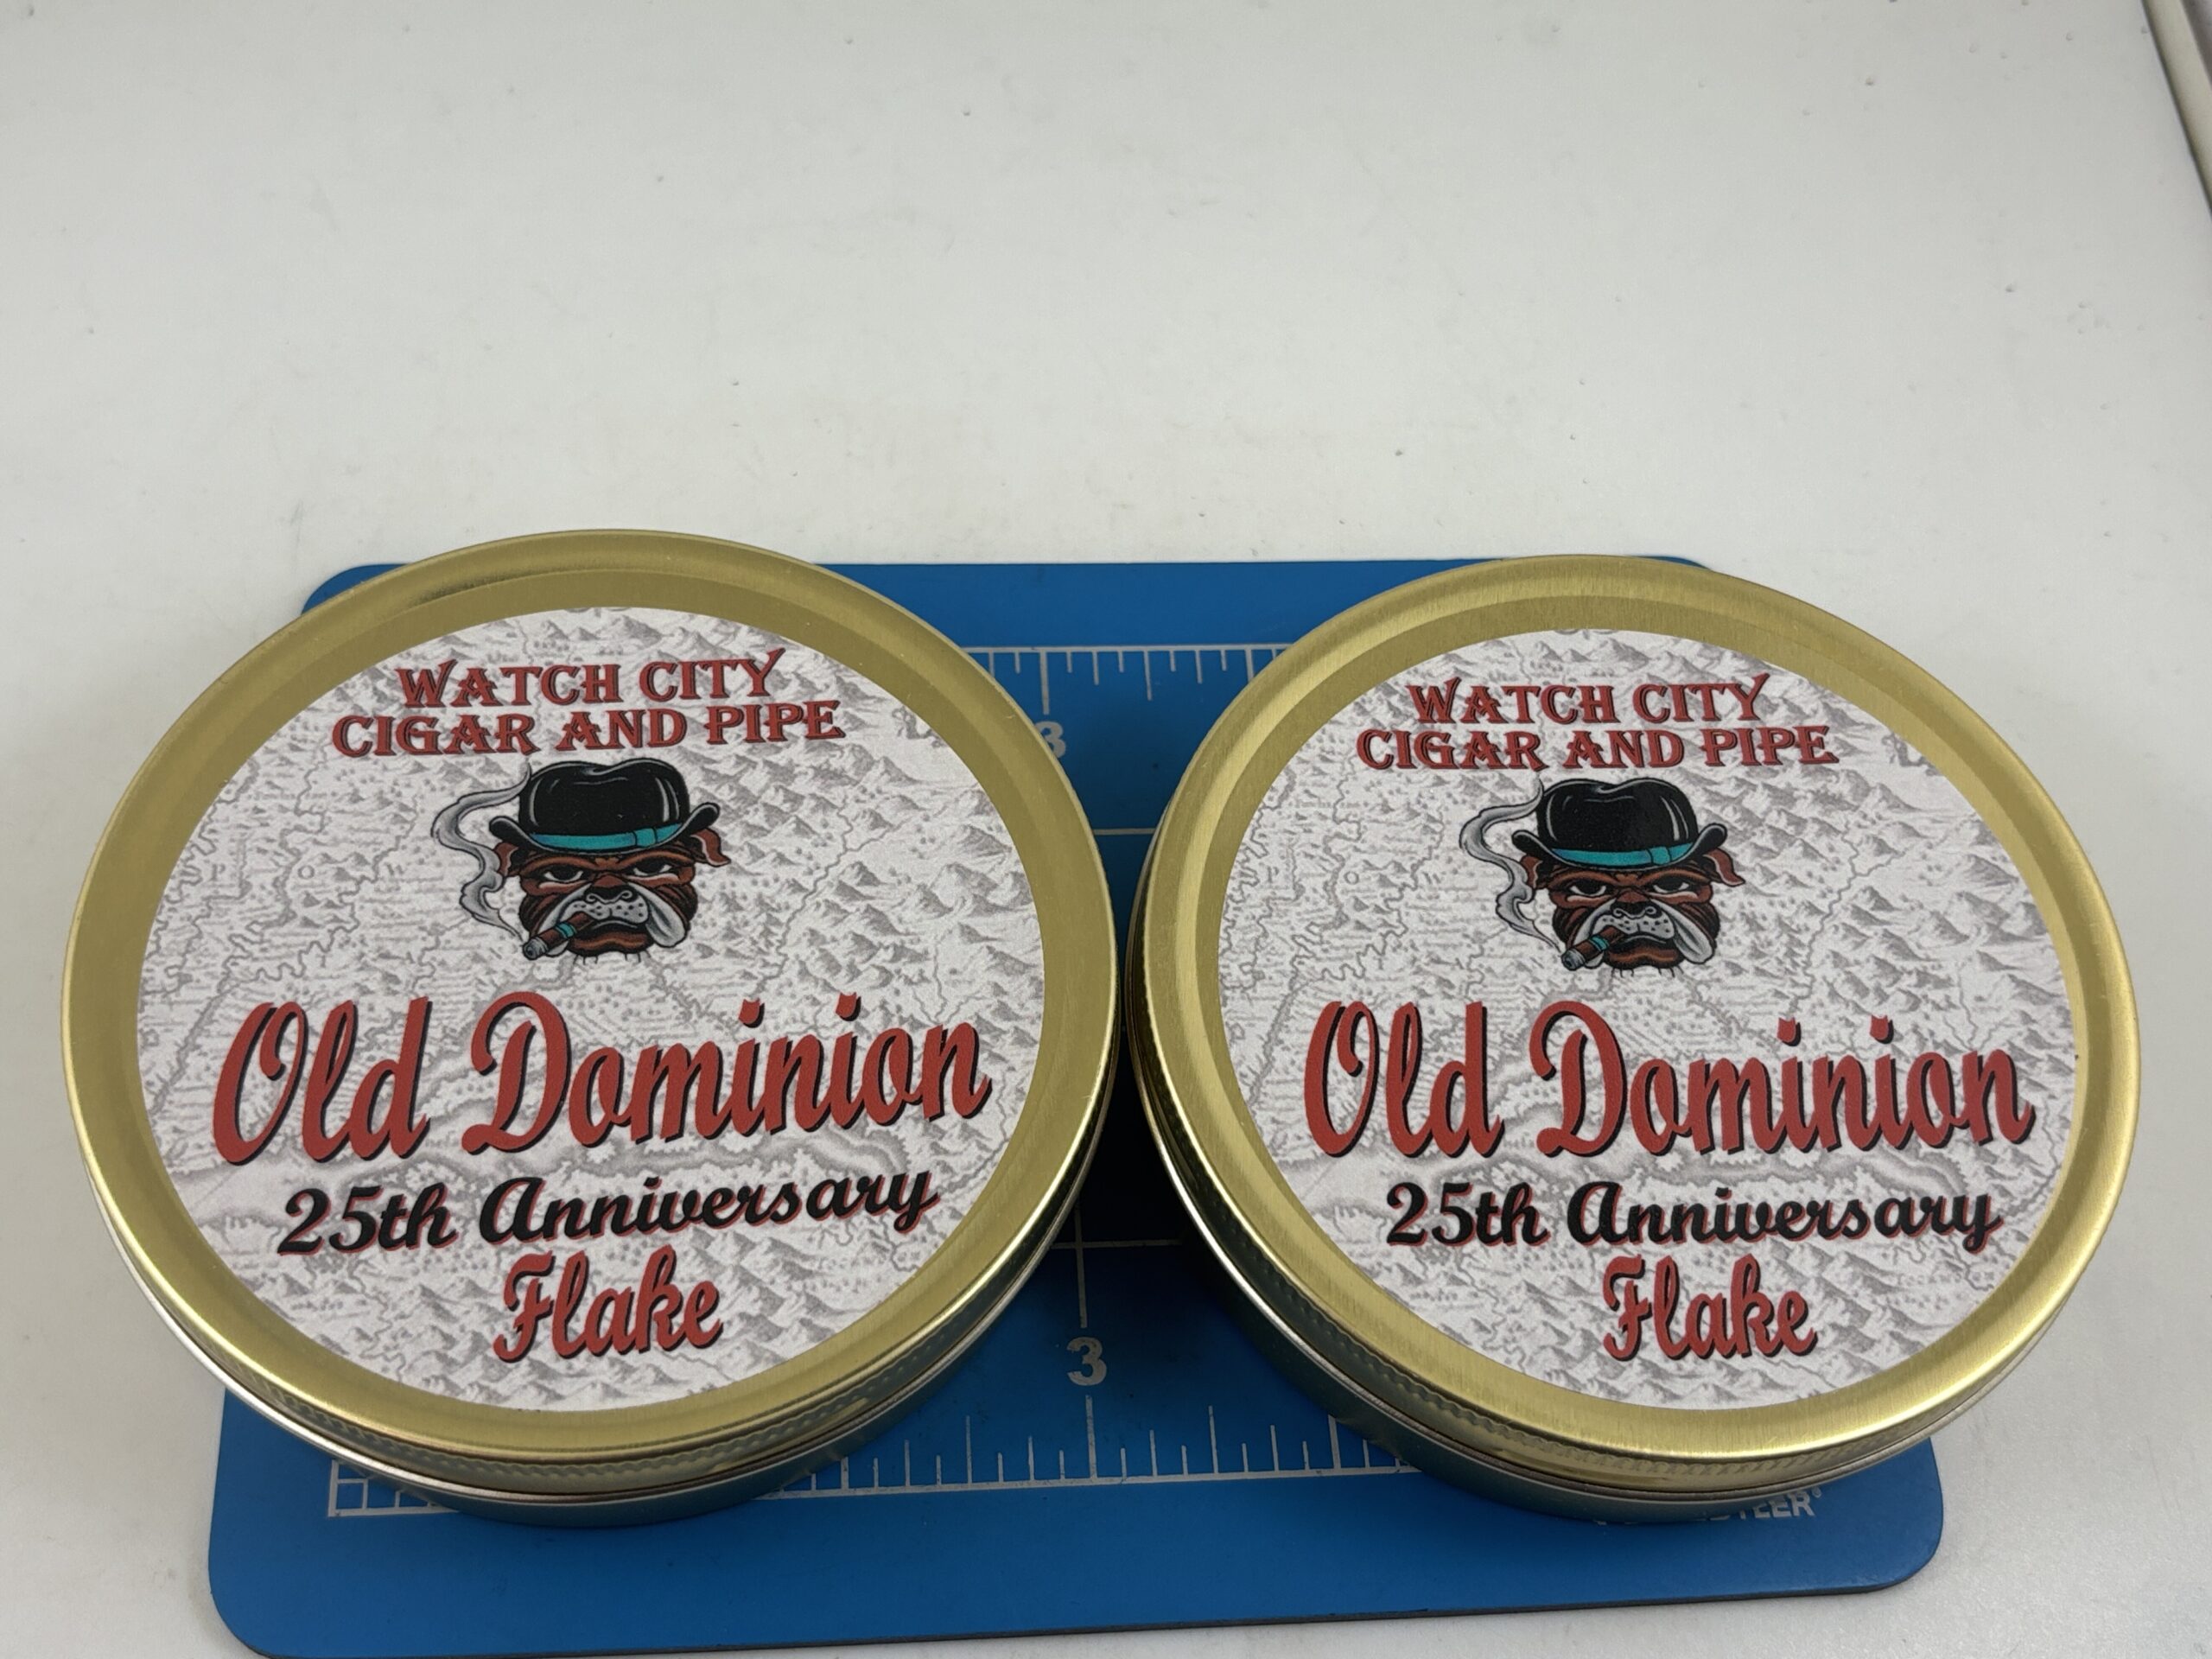 WATCH CITY
CIGAR AND PIPE
Old Dominion
25th Anniversary
Flake
WATCH CITY
CIGAR AND PIPE
Old Dominion
25th Anniversary
Flake
3
3